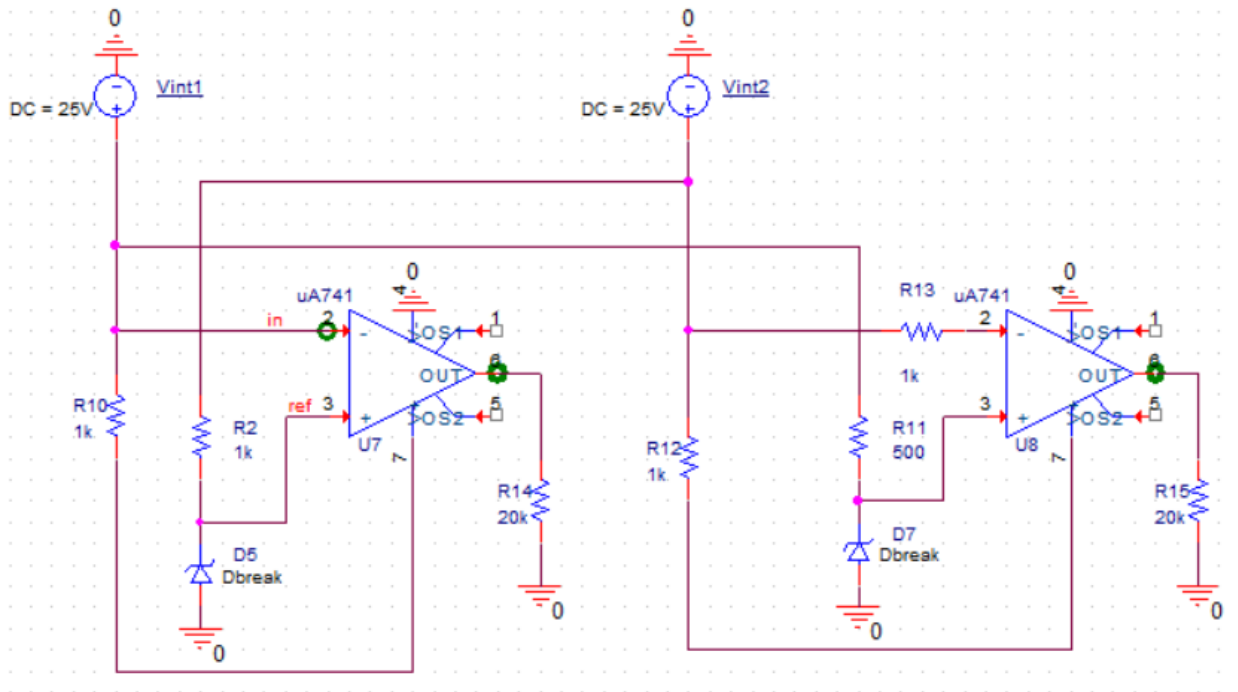 0
0
Vint1
DC = 25V
-
+
Vint2
DC = 25V
-
+
0
uA741
in
2
-
4
OS1
1
OUT
6
ref
3
+
OS2
5
U7
7
R10
1k
R2
1k
D5
Dbreak
0
R14
20k
0
0
R13
1k
uA741
2
-
4
OS1
1
OUT
6
3
+
OS2
5
U8
7
R12
1k
R11
500
D7
Dbreak
0
R15
20k
0